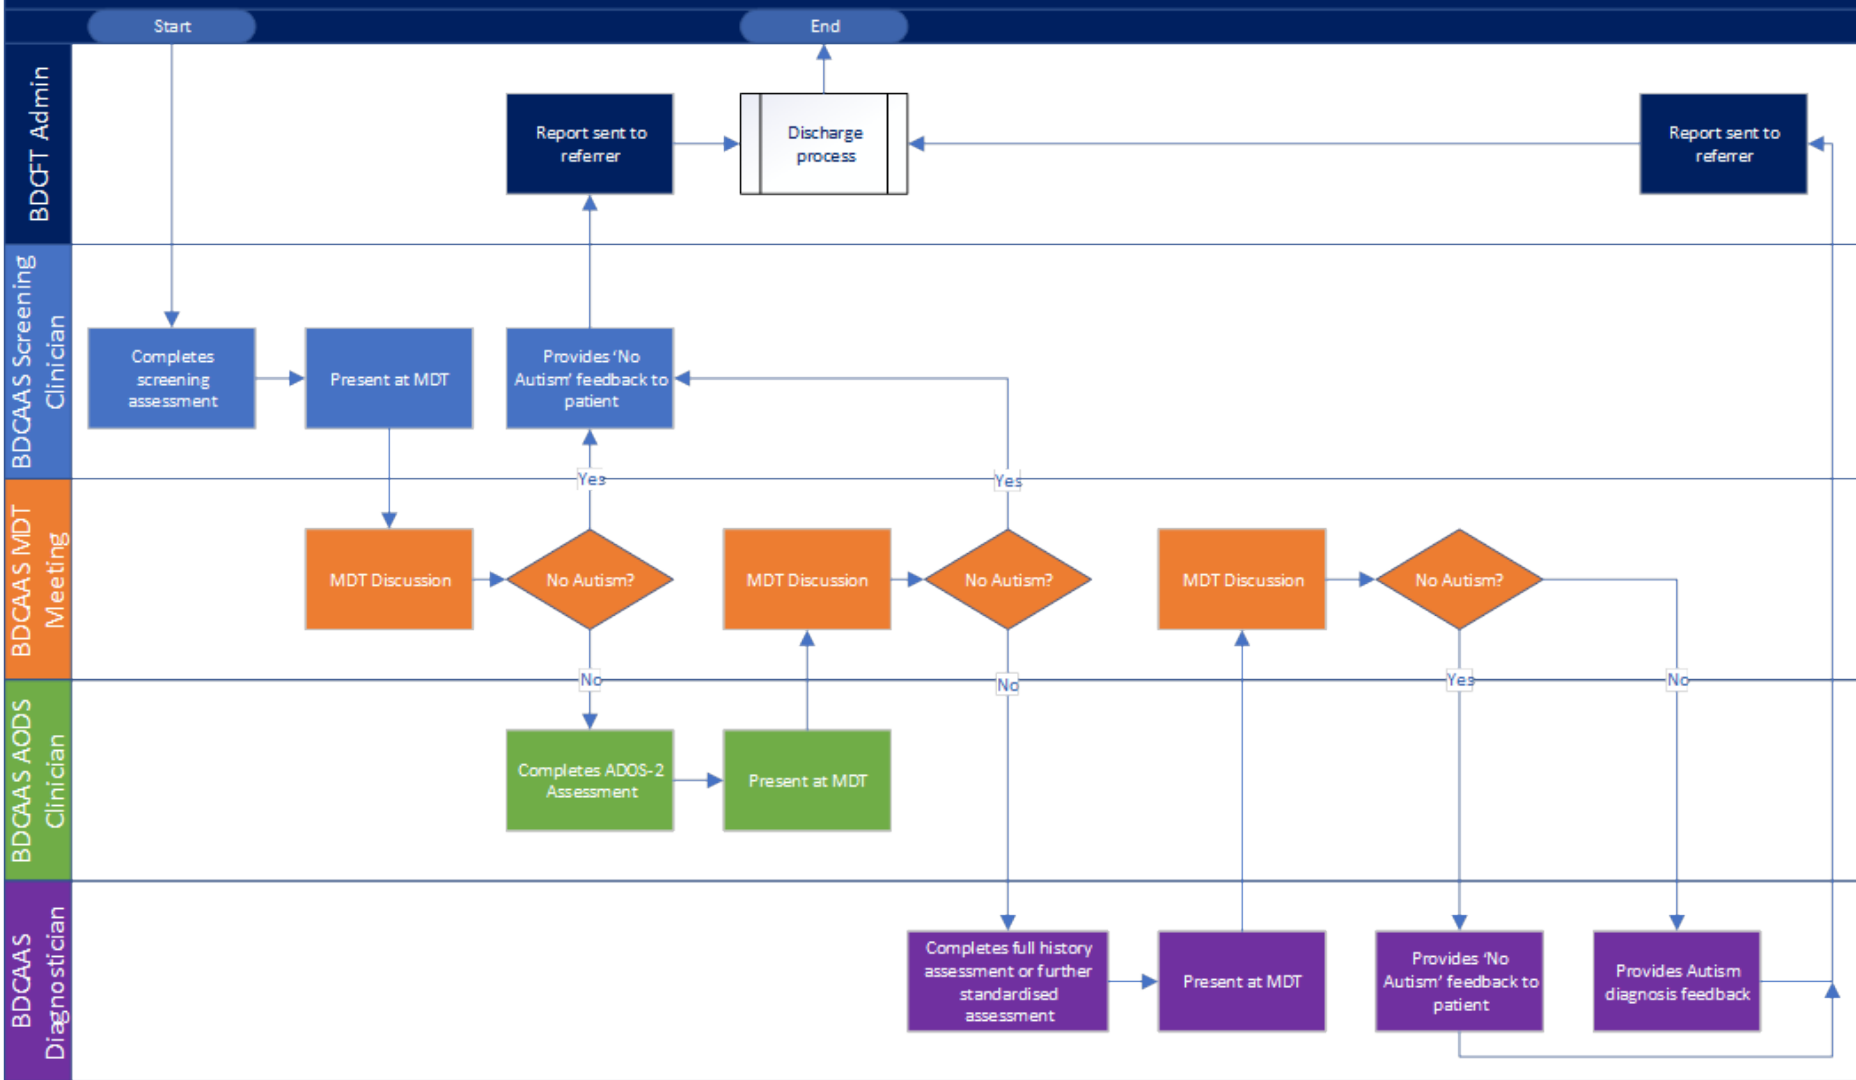 Start
End
BDCFT Admin
Report sent to
referrer
Discharge
process
Report sent to
referrer
BDCAAS Screening
Clinician
Completes
screening
assessment
Present at MDT
Provides ‘No
Autism’ feedback to
patient
Yes
Yes
BDCAAS MDT
Meeting
MDT Discussion
No Autism?
MDT Discussion
No Autism?
MDT Discussion
No Autism?
No
No
Yes
No
BDCAAS AODS
Clinician
Completes ADOS-2
Assessment
Present at MDT
BDCAAS
Diagnostician
Completes full history
assessment or further
standardised
assessment
Present at MDT
Provides ‘No
Autism’ feedback to
patient
Provides Autism
diagnosis feedback